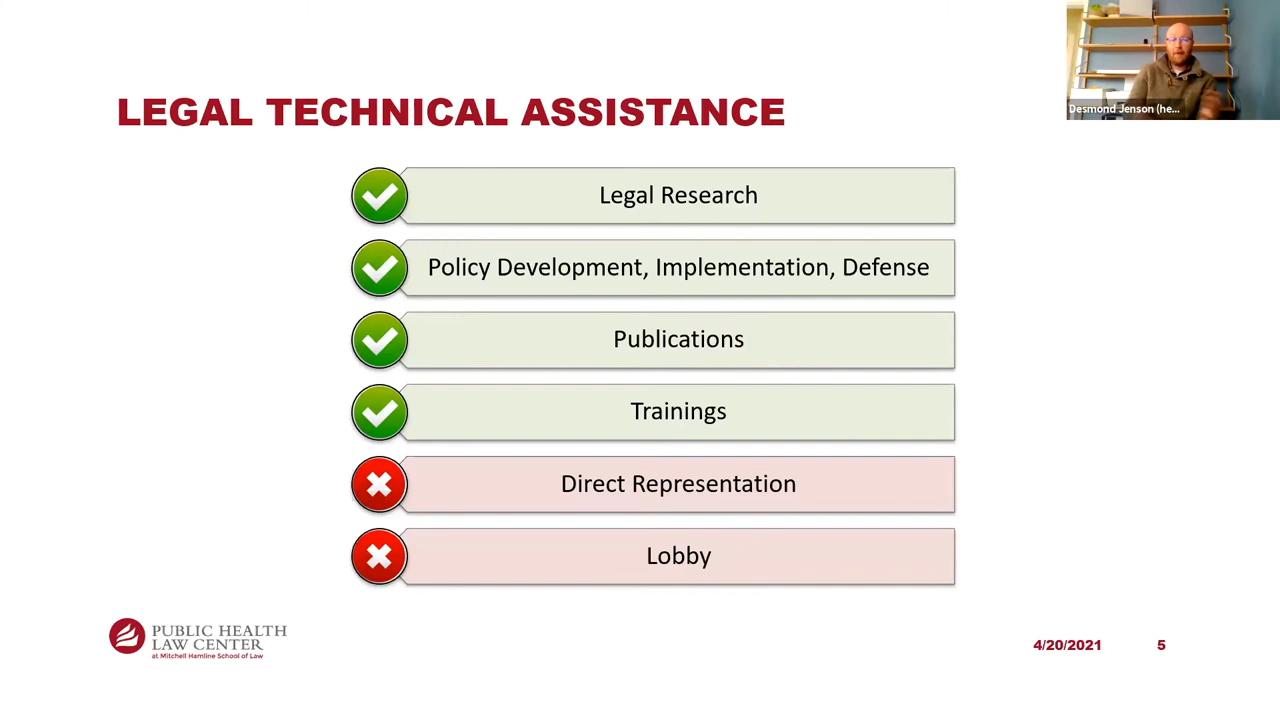 Desmond Jenson (he...
LEGAL TECHNICAL ASSISTANCE
Legal Research
Policy Development, Implementation, Defense
Publications
Trainings
Direct Representation
Lobby
PUBLIC HEALTH
LAW CENTER
at Mitchell Hamline School of Law
4/20/2021 5